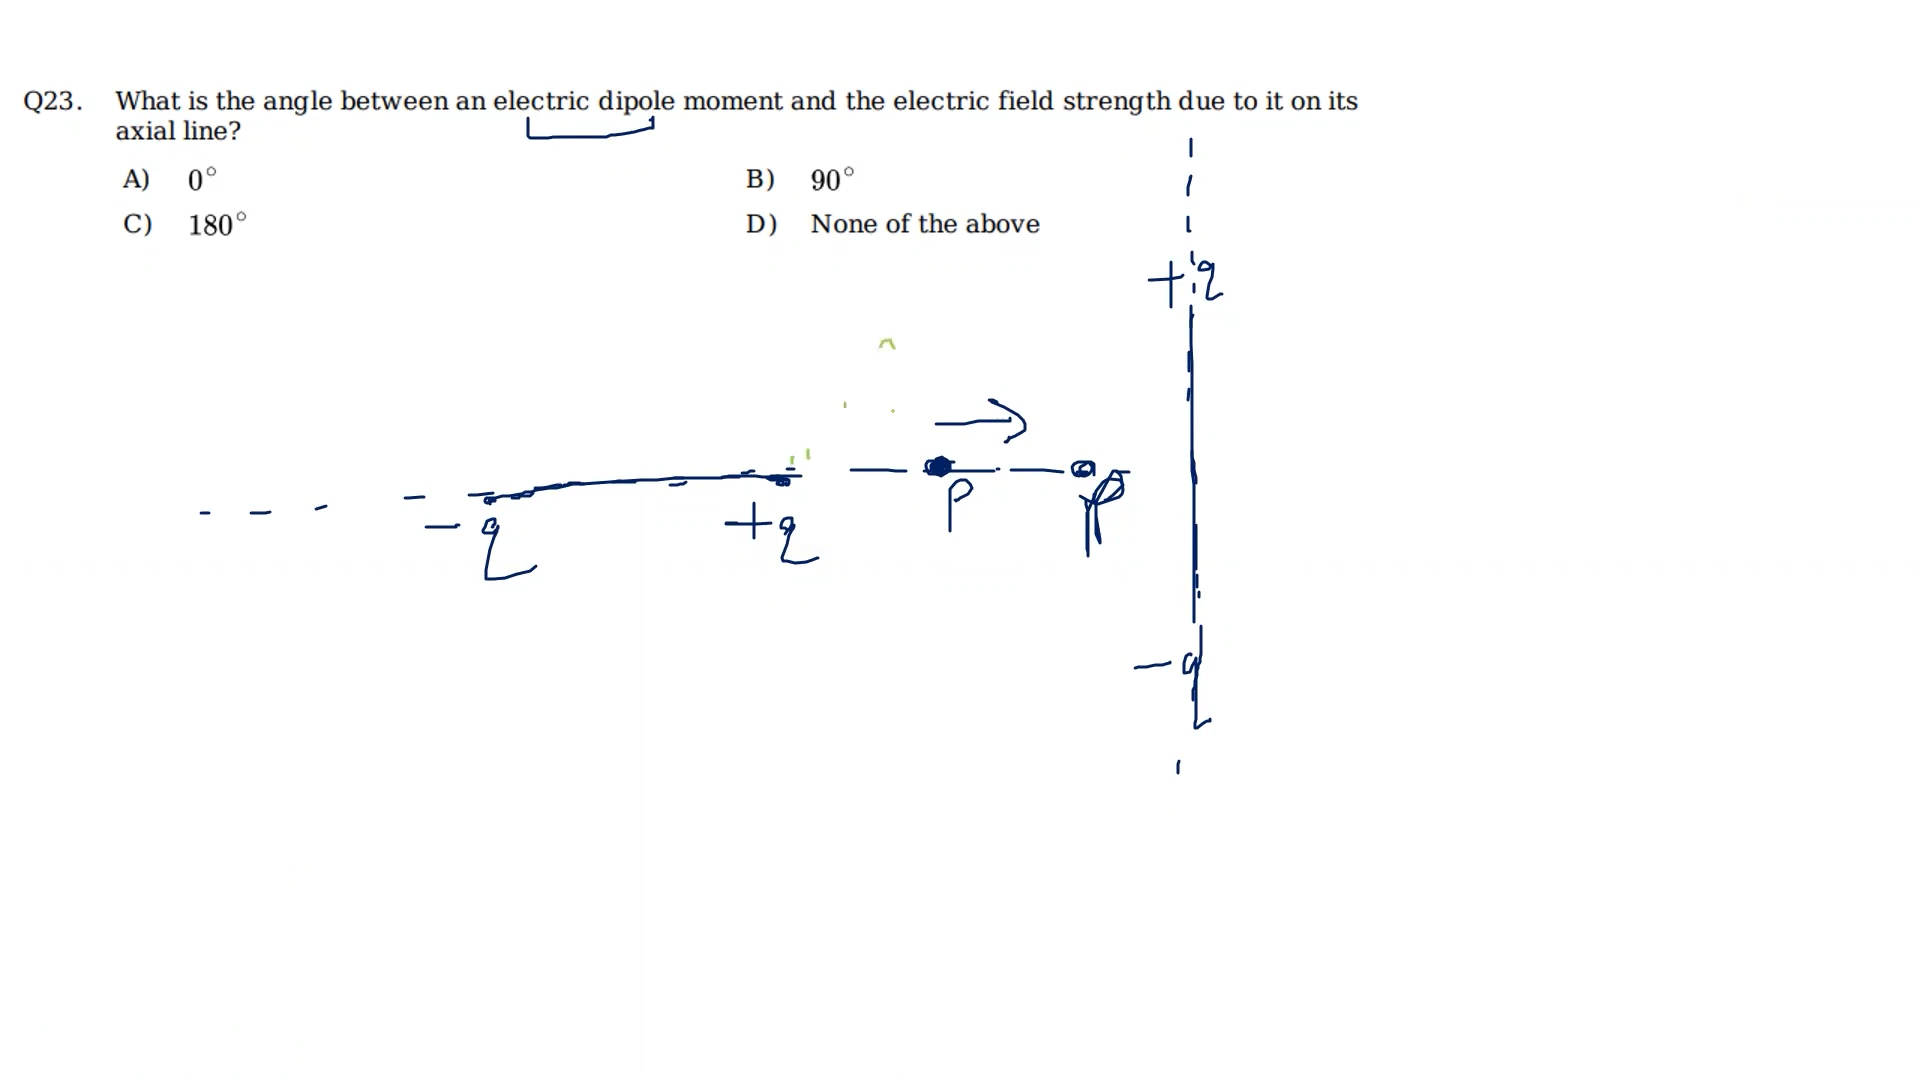 Q23. What is the angle between an electric dipole moment and the electric field strength due to it on its
axial line?
A) 0° B) 90°
C) 180° D) None of the above
+q
P
-q +q
-q